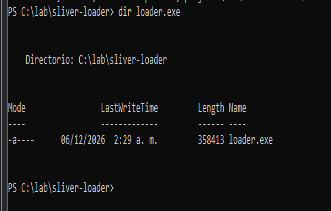 PS C:\lab\sliver-loader> dir loader.exe
Directorio: C:\lab\sliver-loader
Mode LastWriteTime Length Name
---- ------------- ------ ----
-a---- 06/12/2026 2:29 a. m. 358413 loader.exe
PS C:\lab\sliver-loader>